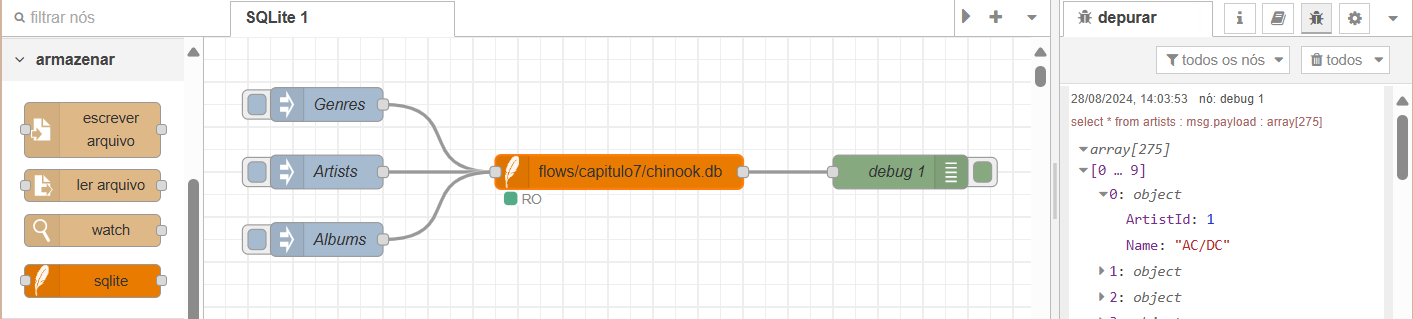 filtrar nós
armazenar
escrever
arquivo
ler arquivo
watch
sqlite
SQLite 1
Genres
Artists
Albums
flows/capitulo7/chinook.db
RO
debug 1
depurar
todos os nós
todos
28/08/2024, 14:03:53 nó: debug 1
select * from artists : msg.payload : array[275]
array[275]
[0 … 9]
0: object
ArtistId: 1
Name: "AC/DC"
1: object
2: object